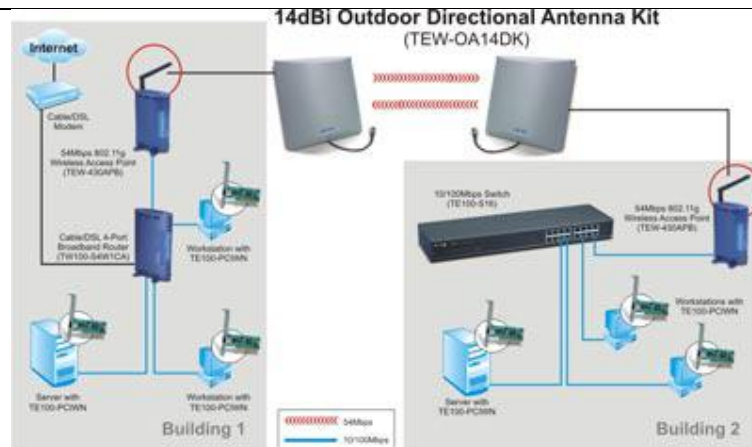 14dBi Outdoor Directional Antenna Kit
(TEW-OA14DK)
Internet
Cable/DSL
Modem
54Mbps 802.11g
Wireless Access Point
(TEW-430APB)
Cable/DSL 4-Port
Broadband Router
(TW100-S4W1CA)
Workstation with
TE100-PCIWN
Server with
TE100-PCIWN
Workstation with
TE100-PCIWN
Building 1
10/100Mbps Switch
(TE100-S16)
54Mbps 802.11g
Wireless Access Point
(TEW-430APB)
Workstations with
TE100-PCIWN
Server with
TE100-PCIWN
Building 2
54Mbps
10/100Mbps